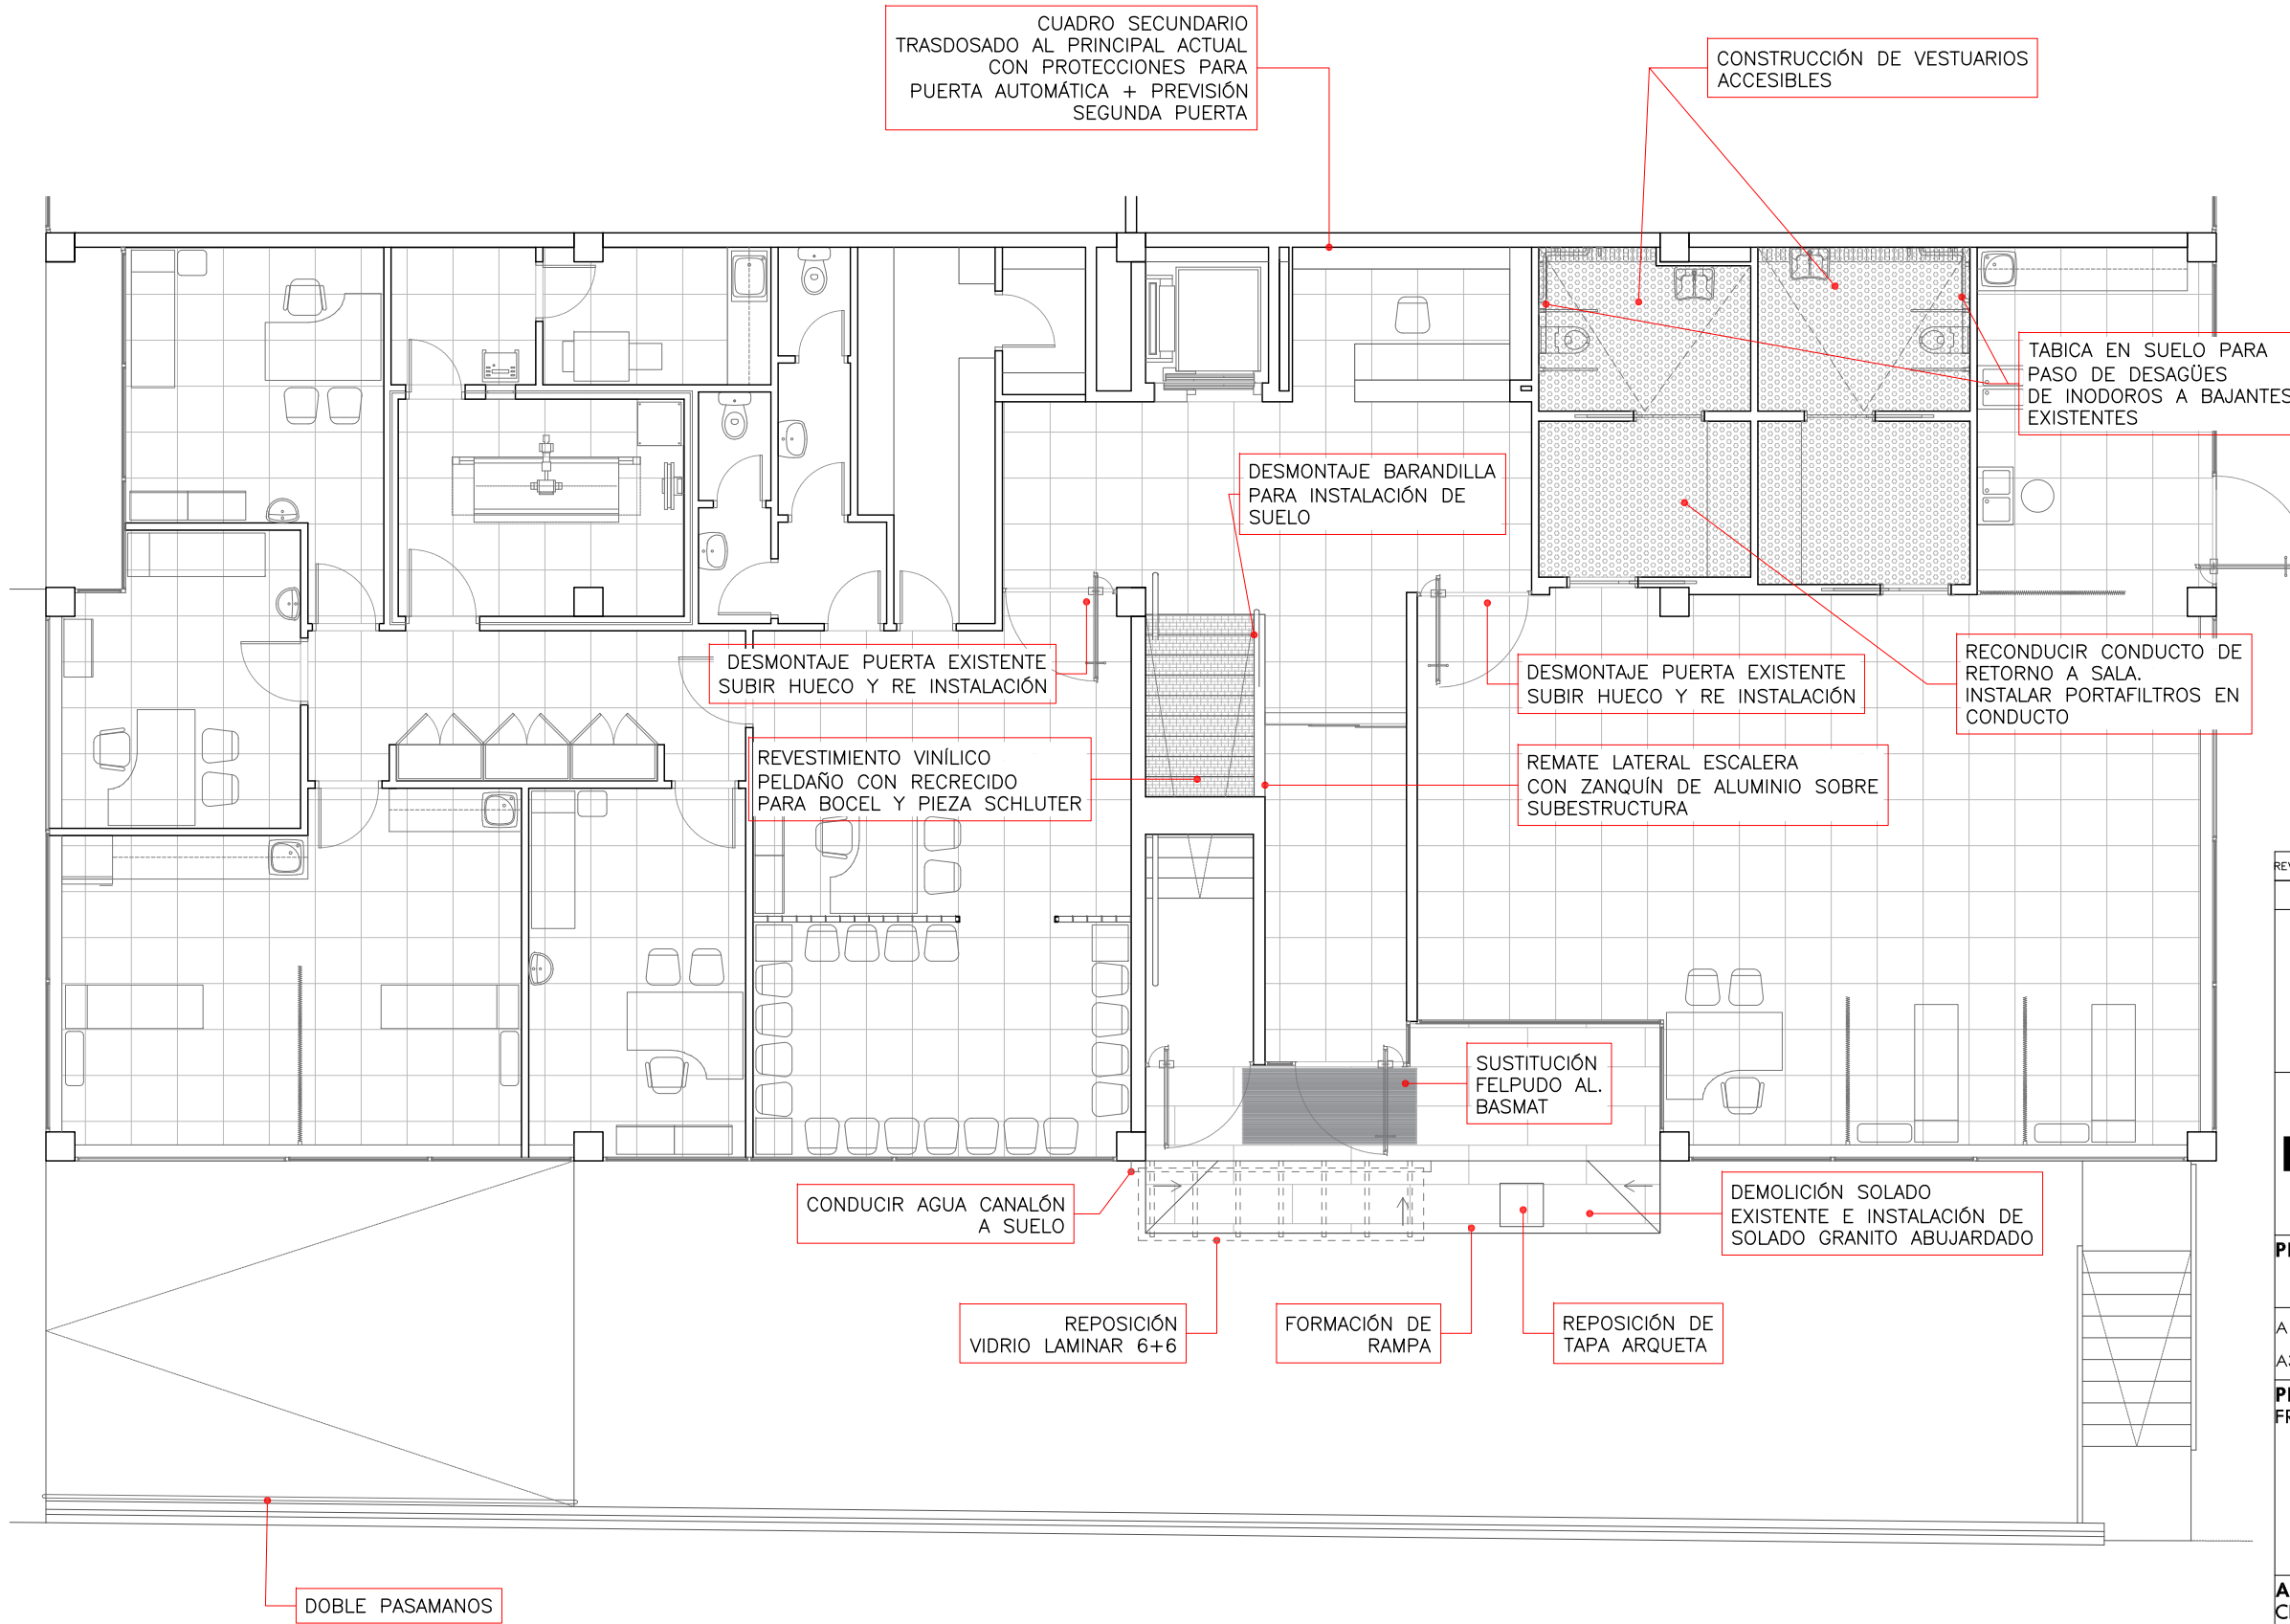 CUADRO SECUNDARIO
TRASDOSADO AL PRINCIPAL ACTUAL
CON PROTECCIONES PARA
PUERTA AUTOMÁTICA + PREVISIÓN
SEGUNDA PUERTA
CONSTRUCCIÓN DE VESTUARIOS
ACCESIBLES
TABICA EN SUELO PARA
PASO DE DESAGÜES
DE INODOROS A BAJANTES
EXISTENTES
DESMONTAJE BARANDILLA
PARA INSTALACIÓN DE
SUELO
DESMONTAJE PUERTA EXISTENTE
SUBIR HUECO Y RE INSTALACIÓN
DESMONTAJE PUERTA EXISTENTE
SUBIR HUECO Y RE INSTALACIÓN
RECONDUCIR CONDUCTO DE
RETORNO A SALA.
INSTALAR PORTAFILTROS EN
CONDUCTO
REVESTIMIENTO VINÍLICO
PELDAÑO CON RECRECIDO
PARA BOCEL Y PIEZA SCHLUTER
REMATE LATERAL ESCALERA
CON ZANQUÍN DE ALUMINIO SOBRE
SUBESTRUCTURA
SUSTITUCIÓN
FELPUDO AL.
BASMAT
CONDUCIR AGUA CANALÓN
A SUELO
DEMOLICIÓN SOLADO
EXISTENTE E INSTALACIÓN DE
SOLADO GRANITO ABUJARDADO
REPOSICIÓN
VIDRIO LAMINAR 6+6
FORMACIÓN DE
RAMPA
REPOSICIÓN DE
TAPA ARQUETA
DOBLE PASAMANOS